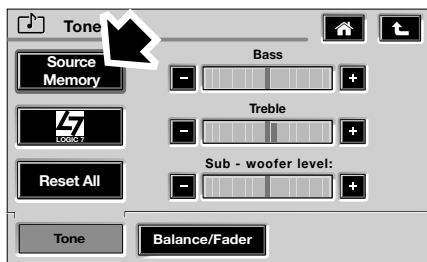 Tone
Source
Memory
Bass
- +
LOGIC 7
Treble
- +
Reset All
Sub - woofer level:
- +
Tone
Balance/Fader